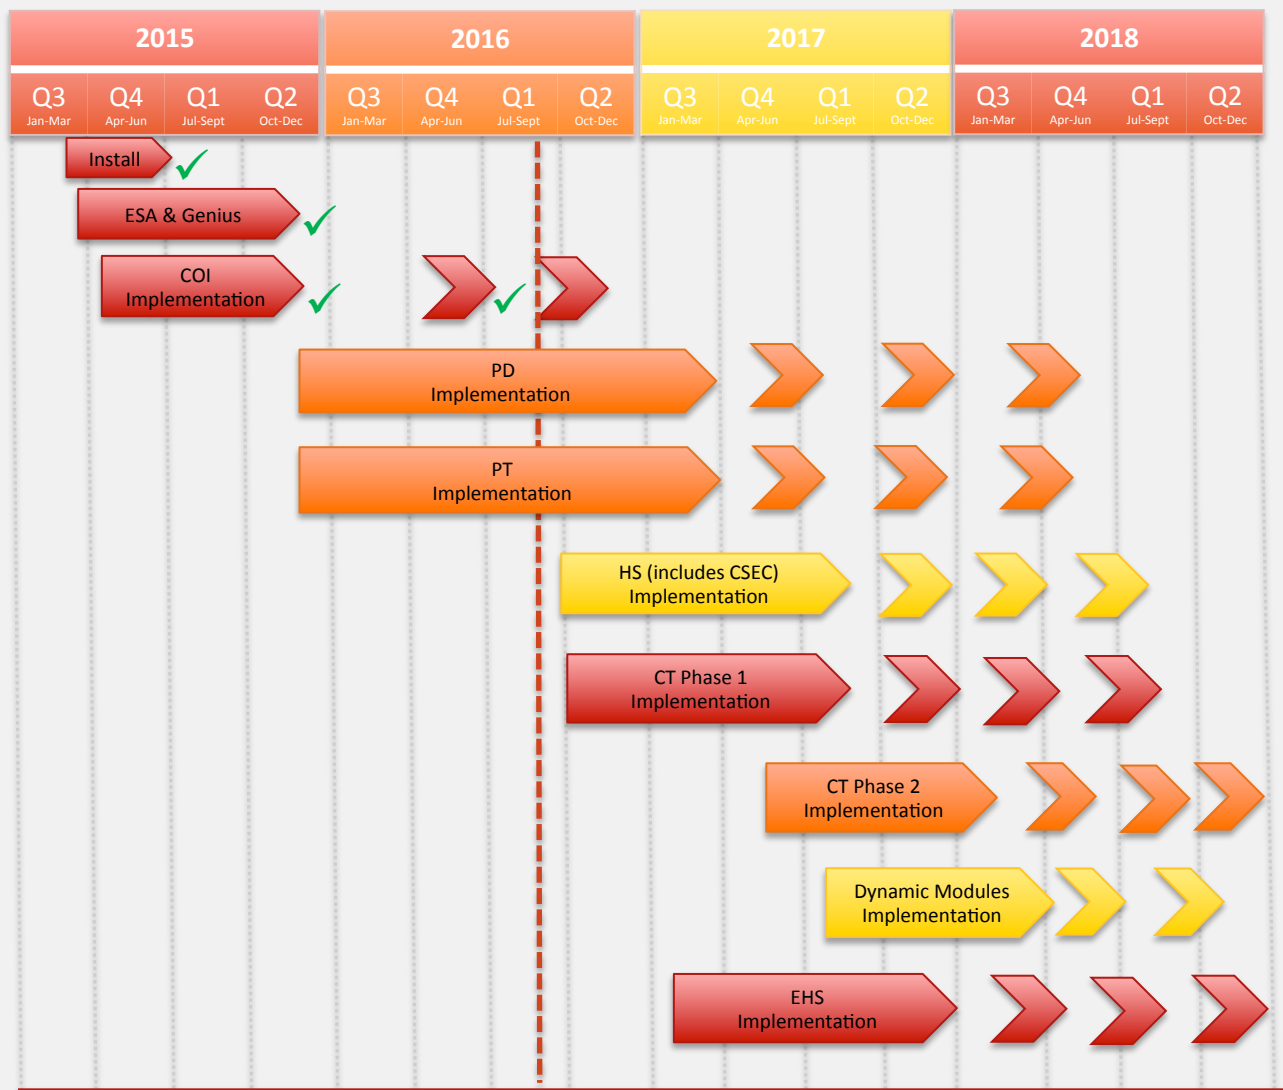 2015 2016 2017 2018
Q3 Q4 Q1 Q2 Q3 Q4 Q1 Q2 Q3 Q4 Q1 Q2 Q3 Q4 Q1 Q2
Jan-Mar Apr-Jun Jul-Sept Oct-Dec Jan-Mar Apr-Jun Jul-Sept Oct-Dec Jan-Mar Apr-Jun Jul-Sept Oct-Dec Jan-Mar Apr-Jun Jul-Sept Oct-Dec
Install
ESA & Genius
COI
Implementation
PD
Implementation
PT
Implementation
HS (includes CSEC)
Implementation
CT Phase 1
Implementation
CT Phase 2
Implementation
Dynamic Modules
Implementation
EHS
Implementation